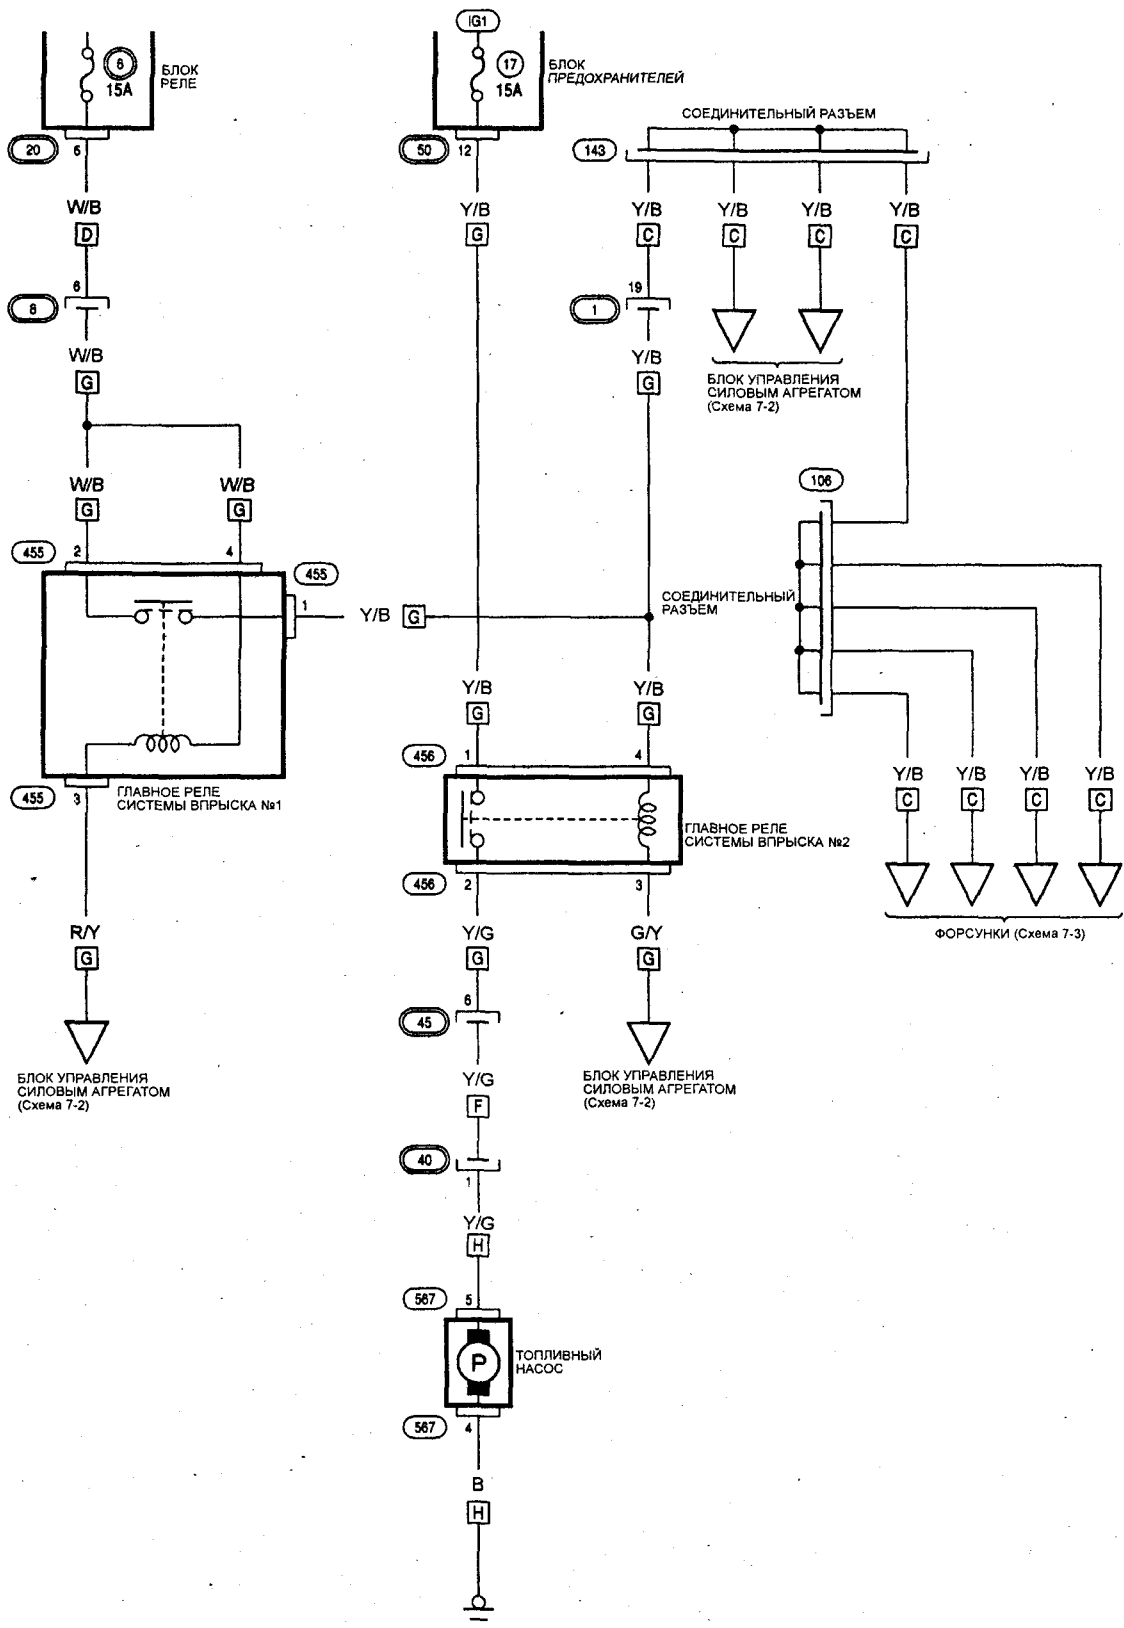 IG1
6
15A
БЛОК
РЕЛЕ
17
15A
БЛОК
ПРЕДОХРАНИТЕЛЕЙ
СОЕДИНИТЕЛЬНЫЙ РАЗЪЕМ
20
6
50
12
143
W/B
D
Y/B
G
Y/B
C
Y/B
C
Y/B
C
Y/B
C
8
6
1
19
W/B
G
Y/B
G
БЛОК УПРАВЛЕНИЯ
СИЛОВЫМ АГРЕГАТОМ
(Схема 7-2)
106
W/B
G
W/B
G
455
2
4
455
1
Y/B
G
СОЕДИНИТЕЛЬНЫЙ
РАЗЪЕМ
Y/B
G
Y/B
G
456
1
4
455
3
ГЛАВНОЕ РЕЛЕ
СИСТЕМЫ ВПРЫСКА №1
ГЛАВНОЕ РЕЛЕ
СИСТЕМЫ ВПРЫСКА №2
Y/B
C
Y/B
C
Y/B
C
Y/B
C
456
2
3
R/Y
G
Y/G
G
G/Y
G
ФОРСУНКИ (Схема 7-3)
45
6
БЛОК УПРАВЛЕНИЯ
СИЛОВЫМ АГРЕГАТОМ
(Схема 7-2)
Y/G
F
БЛОК УПРАВЛЕНИЯ
СИЛОВЫМ АГРЕГАТОМ
(Схема 7-2)
40
1
Y/G
H
567
5
P
ТОПЛИВНЫЙ
НАСОС
567
4
B
H